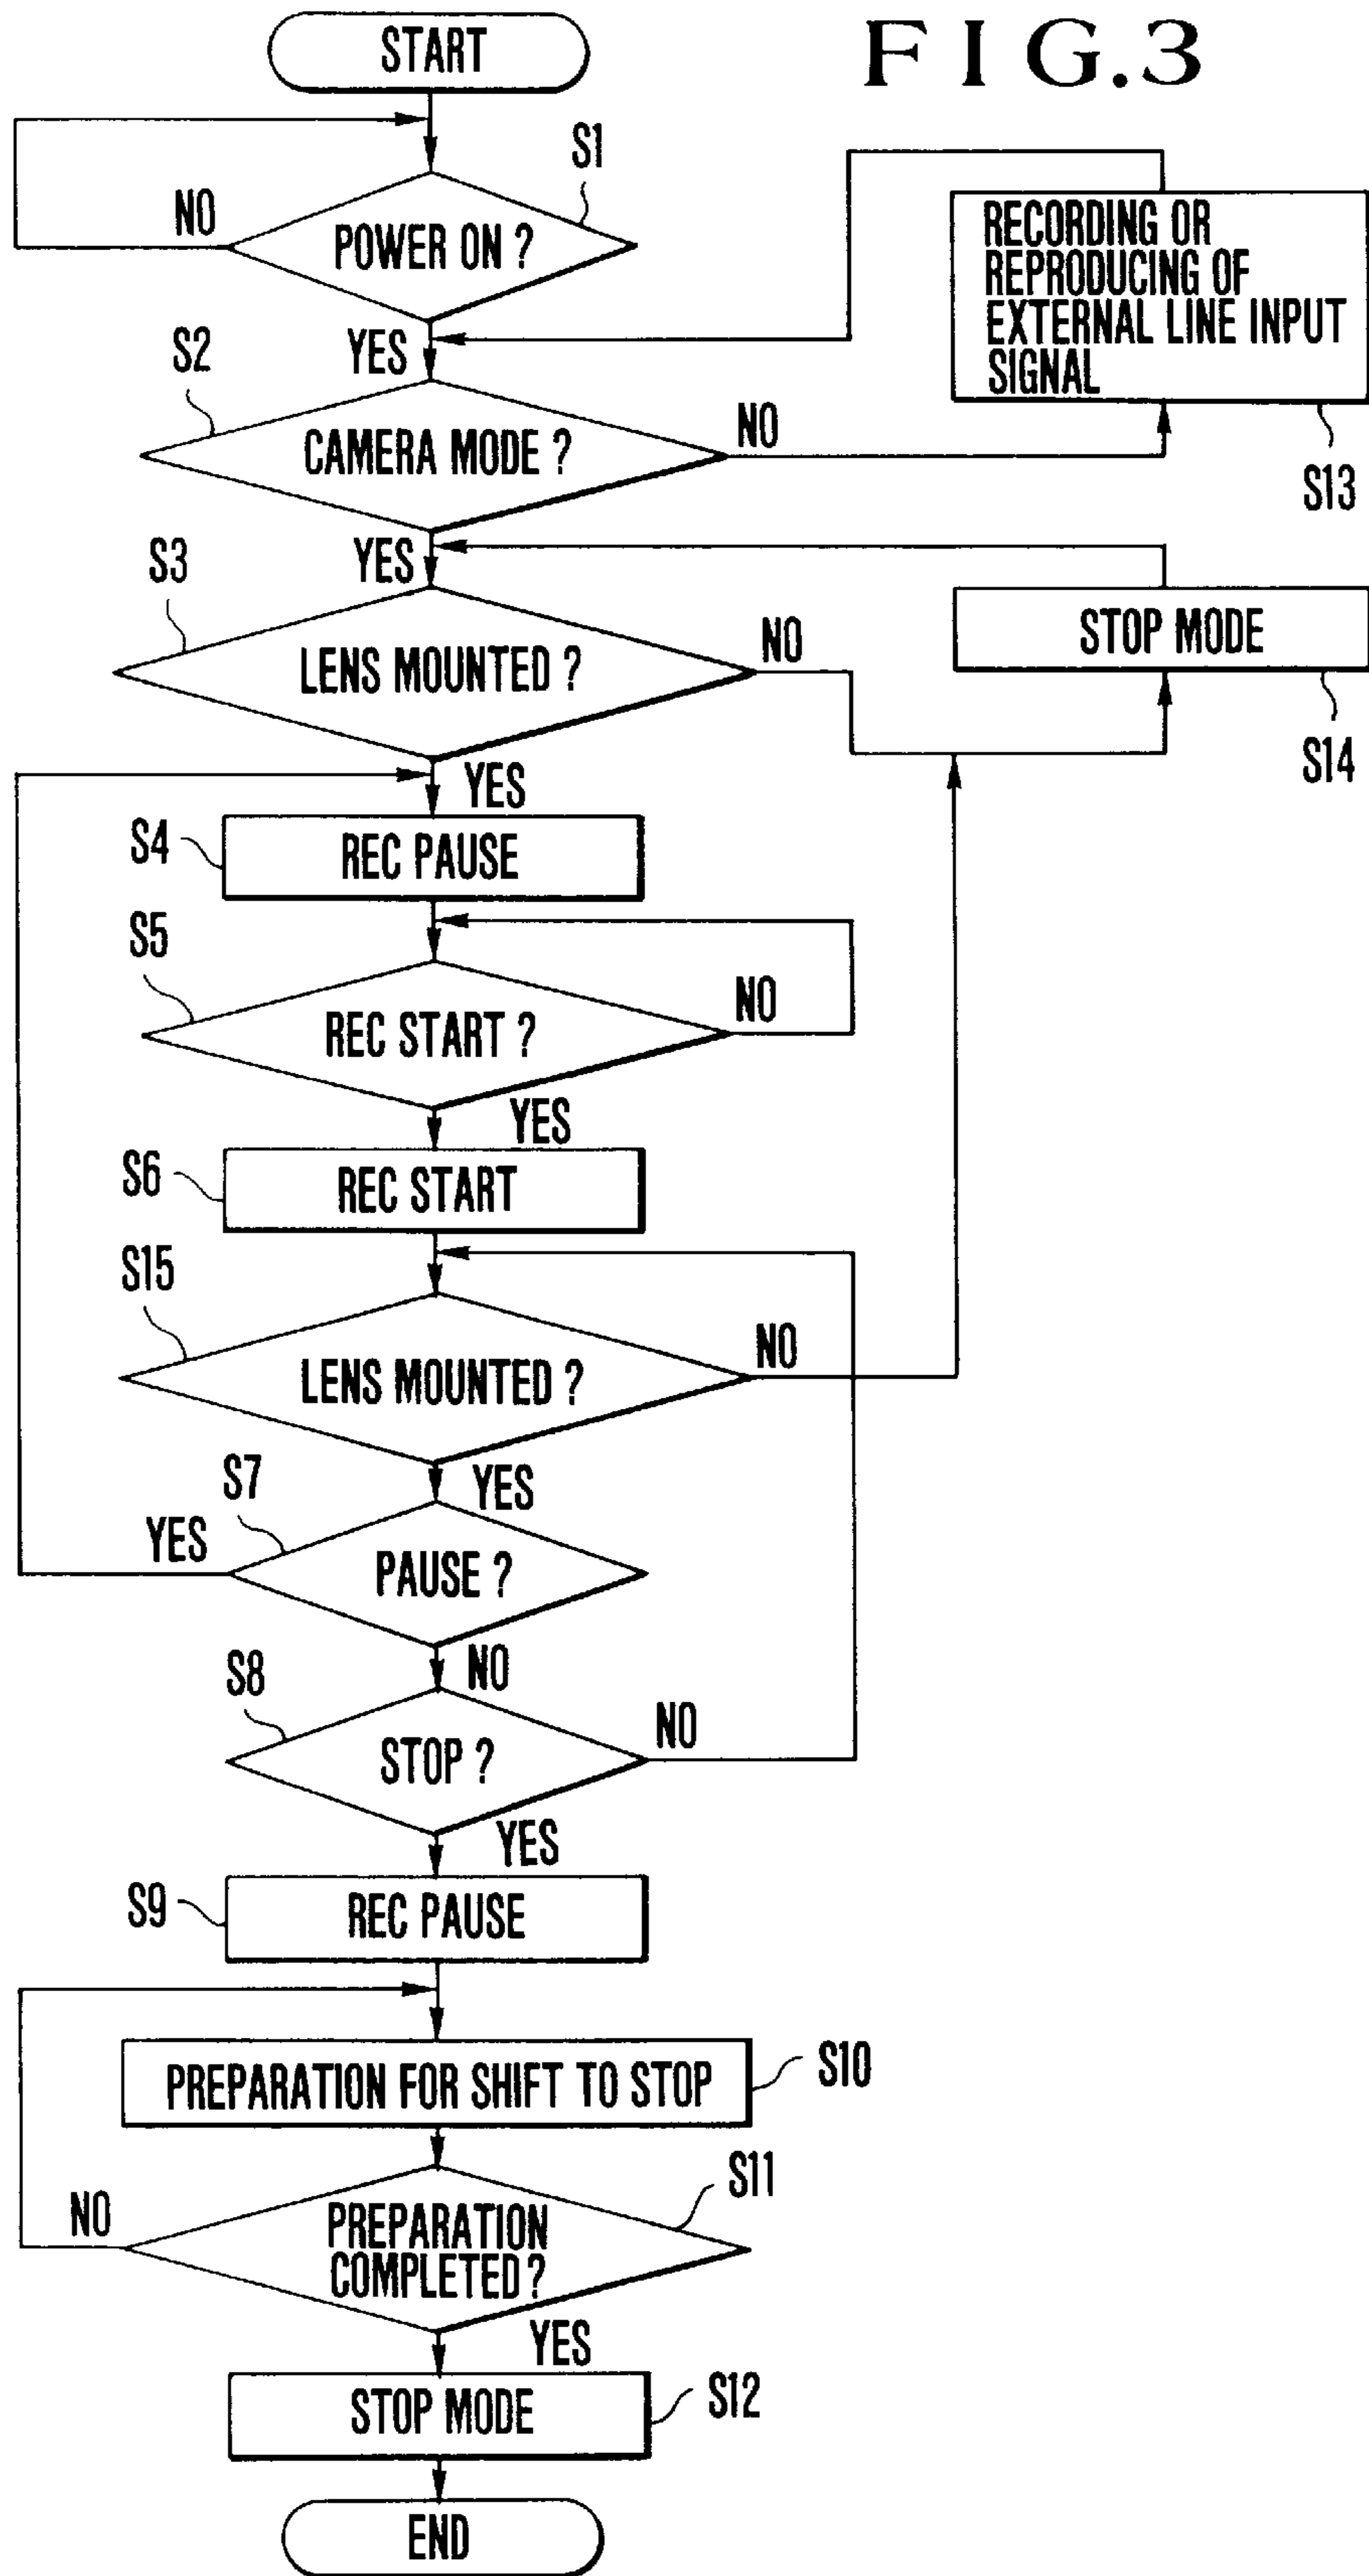 FIG.3
START
S1
NO
POWER ON ?
YES
RECORDING OR
REPRODUCING OF
EXTERNAL LINE INPUT
SIGNAL
S13
S2
CAMERA MODE ?
NO
YES
S3
LENS MOUNTED ?
NO
STOP MODE
S14
YES
S4
REC PAUSE
S5
REC START ?
NO
YES
S6
REC START
S15
LENS MOUNTED ?
NO
YES
S7
YES
PAUSE ?
NO
S8
STOP ?
NO
YES
S9
REC PAUSE
PREPARATION FOR SHIFT TO STOP
S10
S11
NO
PREPARATION
COMPLETED ?
YES
STOP MODE
S12
END